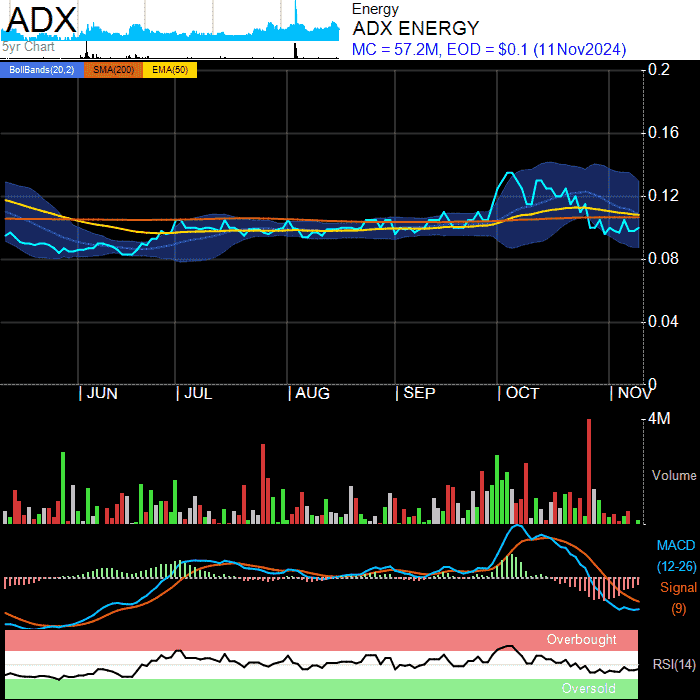 ADX
5yr Chart
Energy
ADX ENERGY
MC = 57.2M, EOD = $0.1 (11Nov2024)
BollBands(20,2) SMA(200) EMA(50)
0.2
0.16
0.12
0.08
0.04
0
| JUN | JUL | AUG | SEP | OCT | NOV
4M
Volume
MACD
(12-26)
Signal
(9)
Overbought
RSI(14)
Oversold